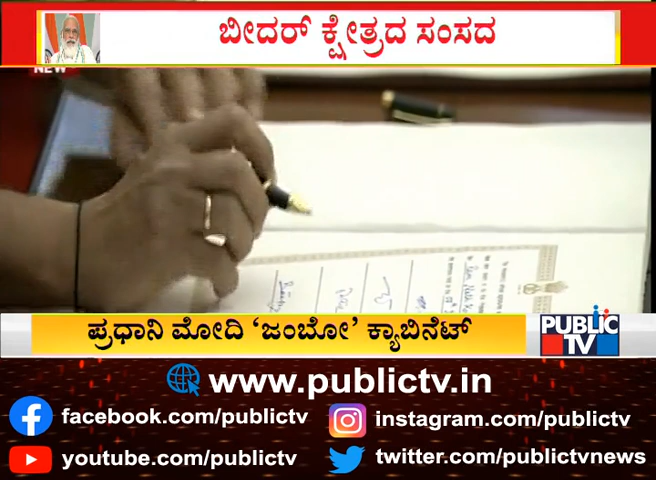 ಬೀದರ್ ಕ್ಷೇತ್ರದ ಸಂಸದ
NEW
ಪ್ರಧಾನಿ ಮೋದಿ ‘ಜಂಬೋ’ ಕ್ಯಾಬಿನೆಟ್
PUBLIC
TV
www.publictv.in
facebook.com/publictv
instagram.com/publictv
youtube.com/publictv
twitter.com/publictvnews